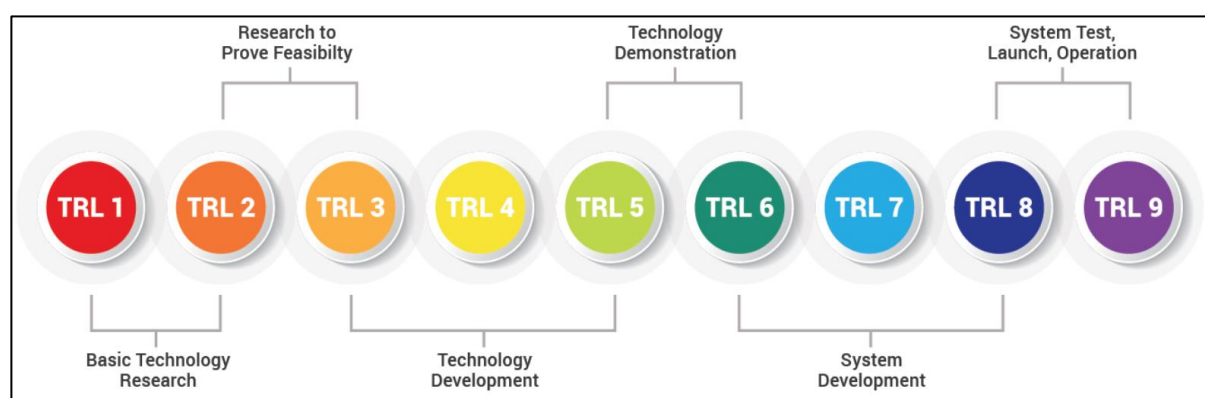 Research to
Prove Feasibilty
Technology
Demonstration
System Test,
Launch, Operation
TRL 1
TRL 2
TRL 3
TRL 4
TRL 5
TRL 6
TRL 7
TRL 8
TRL 9
Basic Technology
Research
Technology
Development
System
Development